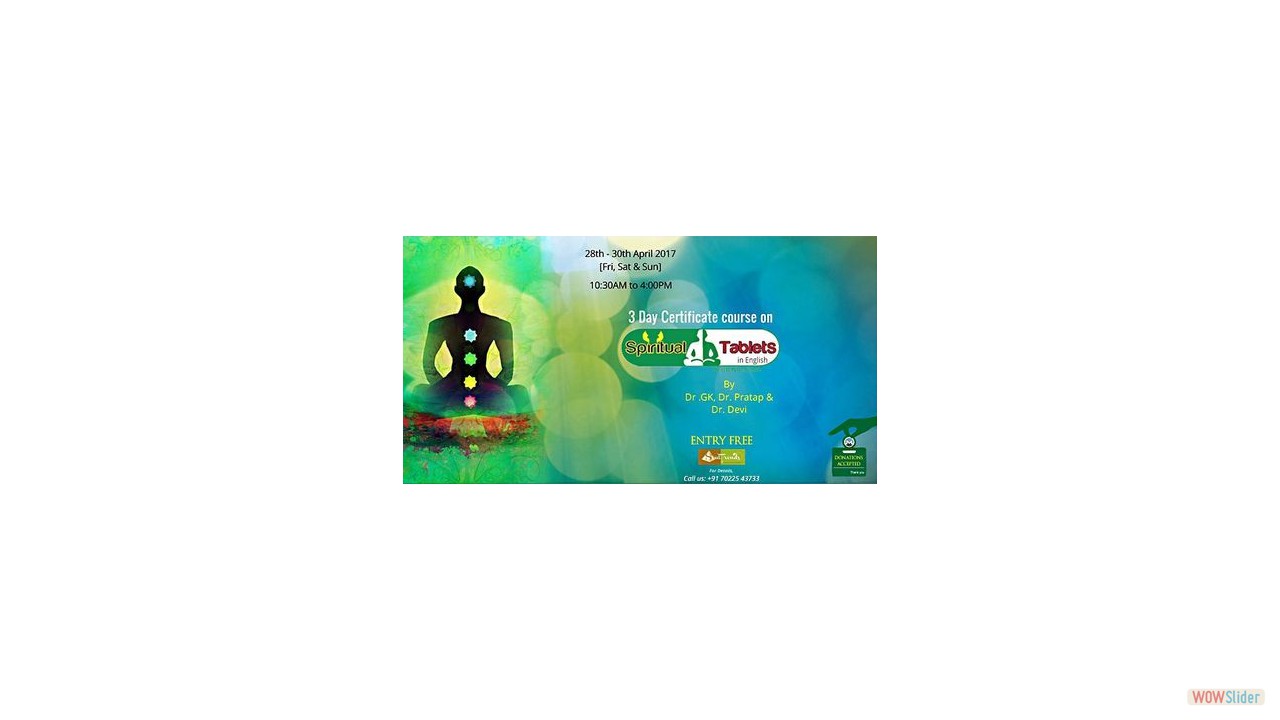 28th - 30th April 2017
[Fri, Sat & Sun]
10:30AM to 4:00PM
3 Day Certificate course on
Spiritual Tablets
in English
By
Dr .GK, Dr. Pratap &
Dr. Devi
ENTRY FREE
For Details,
Call us: +91 70225 43733
DONATIONS
ACCEPTED
Thank you
WOWSlider